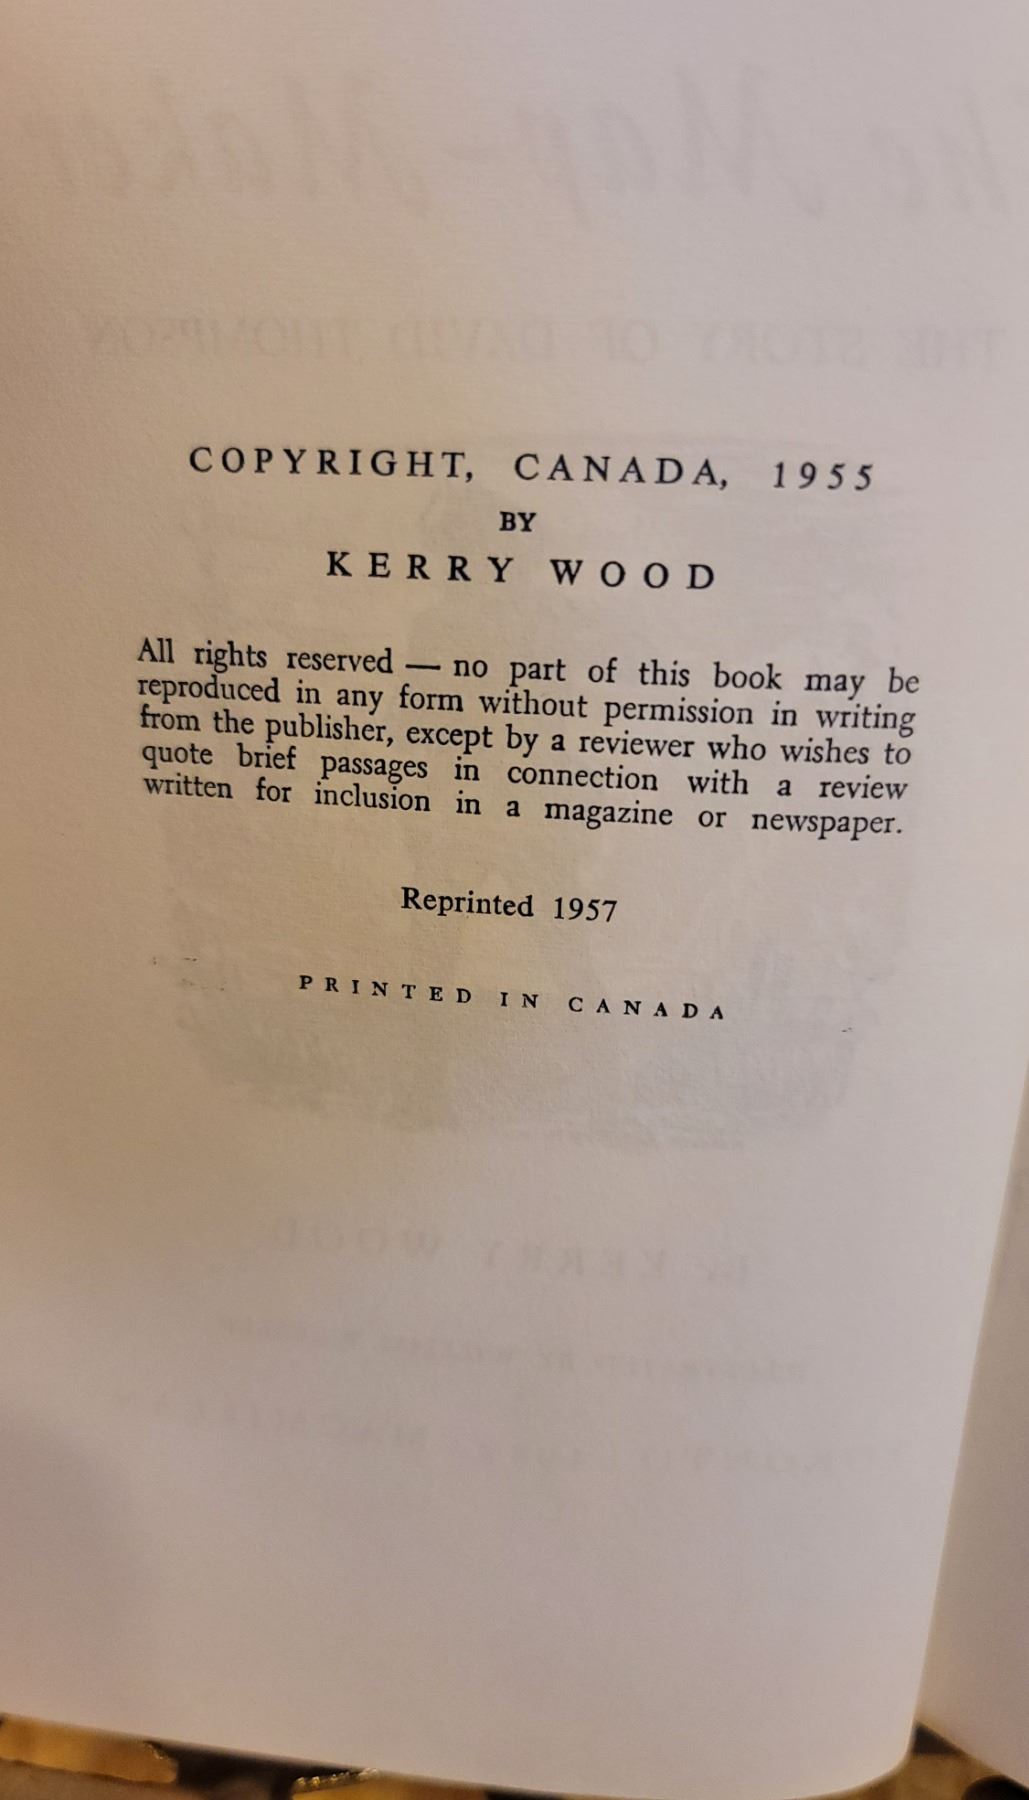 COPYRIGHT, CANADA, 1955
BY
KERRY WOOD
All rights reserved — no part of this book may be
reproduced in any form without permission in writing
from the publisher, except by a reviewer who wishes to
quote brief passages in connection with a review
written for inclusion in a magazine or newspaper.
Reprinted 1957
PRINTED IN CANADA